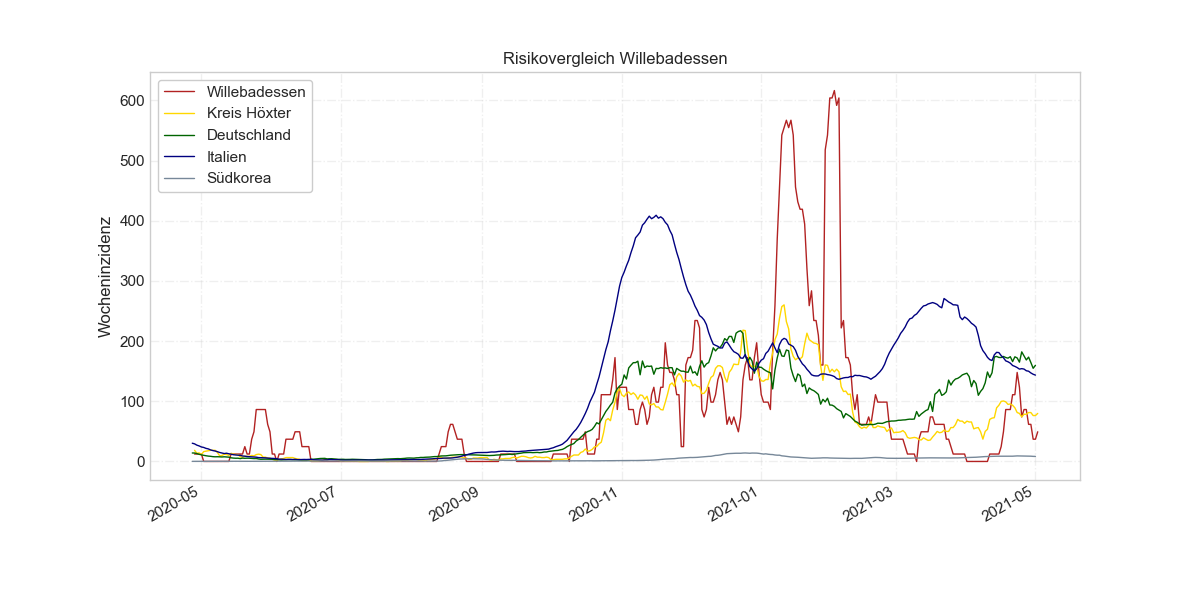 Risikovergleich Willebadessen
Willebadessen
Kreis Höxter
Deutschland
Italien
Südkorea
Wocheninzidenz
600
500
400
300
200
100
0
2020-05
2020-07
2020-09
2020-11
2021-01
2021-03
2021-05